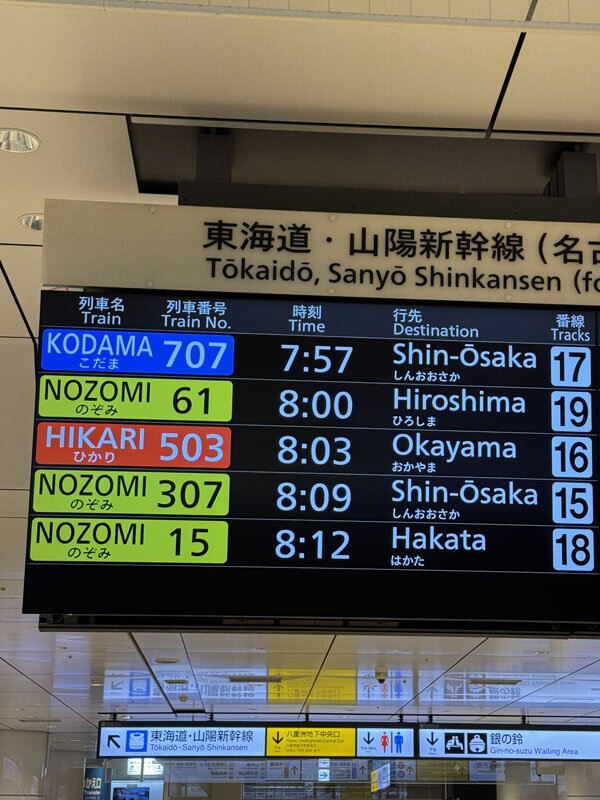 東海道・山陽新幹線（名古
Tōkaidō, Sanyō Shinkansen (fo
列車名 列車番号 時刻 行先 番線
Train Train No. Time Destination Tracks
KODAMA 707 7:57 Shin-Ōsaka 17
こだま しんおおさか
NOZOMI 61 8:00 Hiroshima 19
のぞみ ひろしま
HIKARI 503 8:03 Okayama 16
ひかり おかやま
NOZOMI 307 8:09 Shin-Ōsaka 15
のぞみ しんおおさか
NOZOMI 15 8:12 Hakata 18
のぞみ はかた
東海道・山陽新幹線 八重洲地下中央口 銀の鈴
Tōkaidō・Sanyō Shinkansen Yaesu Underground Central Exit Gin-no-suzu Waiting Area